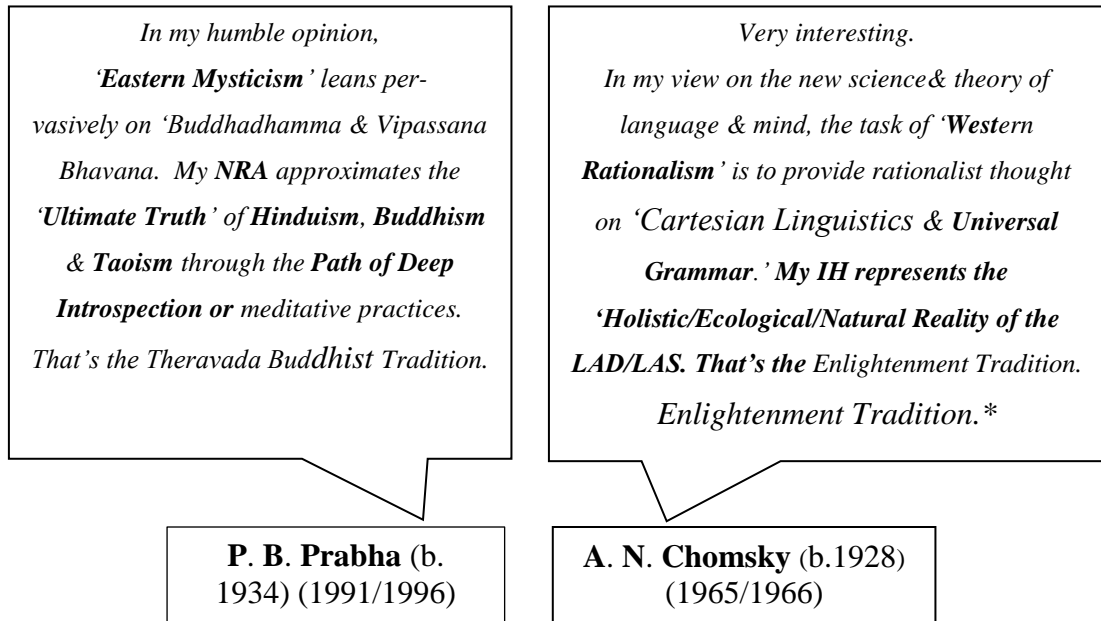 In my humble opinion,
‘Eastern Mysticism’ leans per-
vasively on ‘Buddhadhamma & Vipassana
Bhavana. My NRA approximates the
‘Ultimate Truth’ of Hinduism, Buddhism
& Taoism through the Path of Deep
Introspection or meditative practices.
That’s the Theravada Buddhist Tradition.
P. B. Prabha (b.
1934) (1991/1996)
Very interesting.
In my view on the new science& theory of
language & mind, the task of ‘Western
Rationalism’ is to provide rationalist thought
on ‘Cartesian Linguistics & Universal
Grammar.’ My IH represents the
‘Holistic/Ecological/Natural Reality of the
LAD/LAS. That’s the Enlightenment Tradition.
Enlightenment Tradition.*
A. N. Chomsky (b.1928)
(1965/1966)